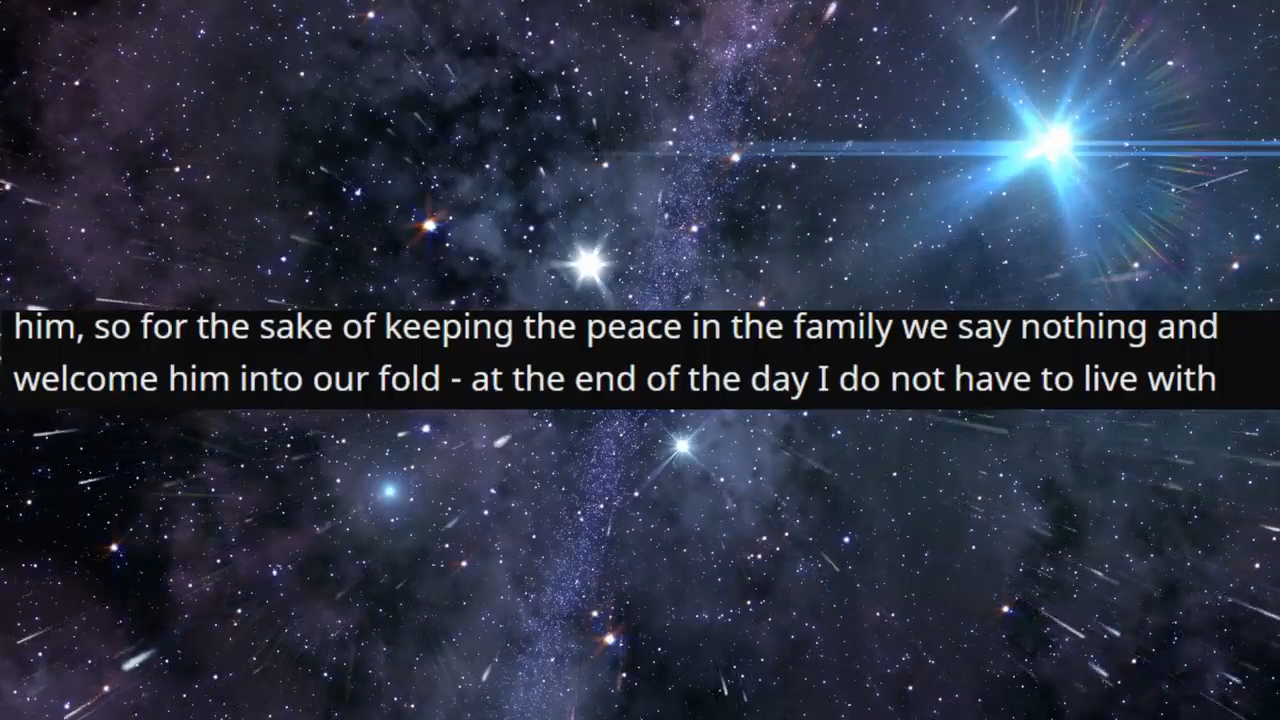 him, so for the sake of keeping the peace in the family we say nothing and
welcome him into our fold - at the end of the day I do not have to live with